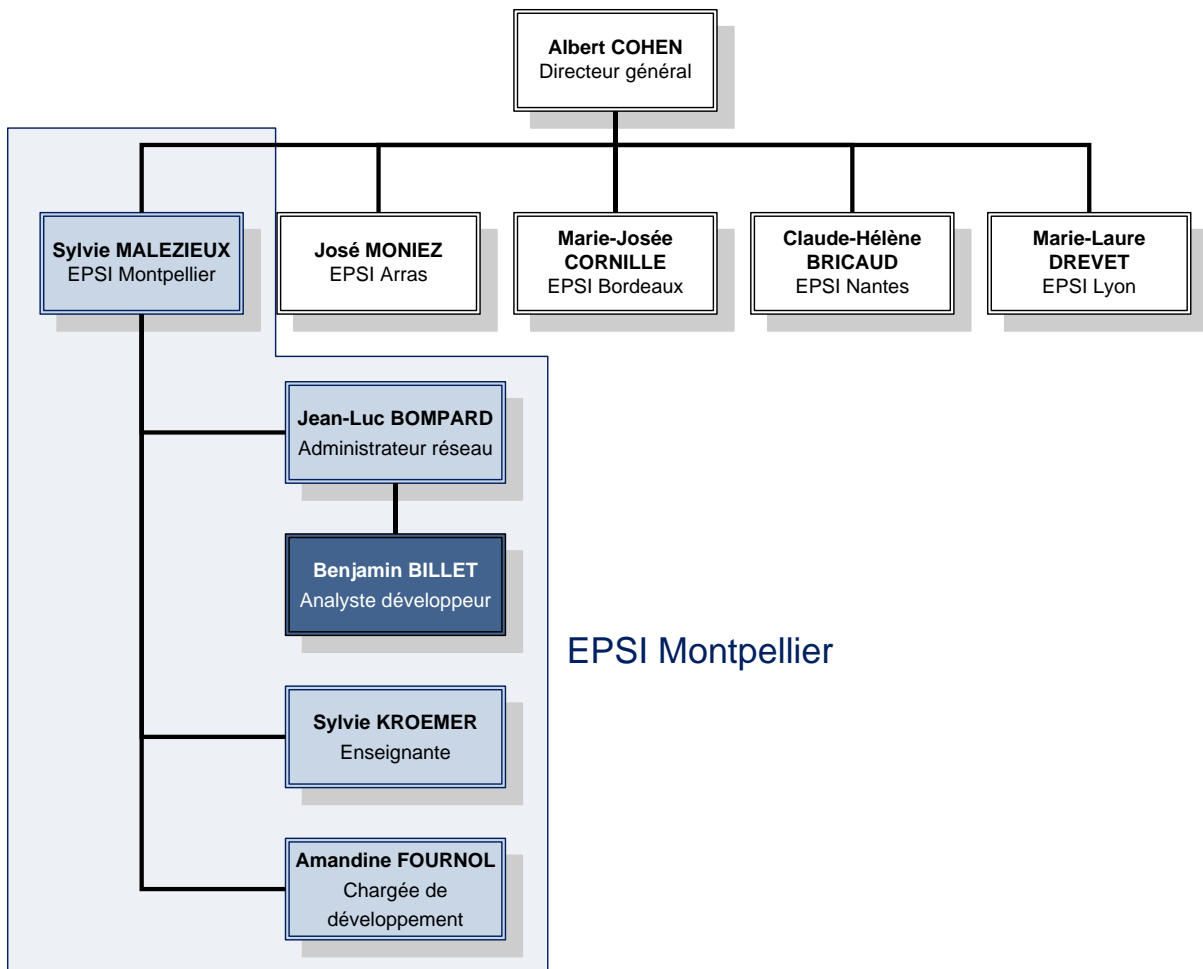 Albert COHEN
Directeur général
Sylvie MALEZIEUX
EPSI Montpellier
José MONIEZ
EPSI Arras
Marie-Josée
CORNILLE
EPSI Bordeaux
Claude-Hélène
BRICAUD
EPSI Nantes
Marie-Laure
DREVET
EPSI Lyon
Jean-Luc BOMPARD
Administrateur réseau
Benjamin BILLET
Analyste développeur
EPSI Montpellier
Sylvie KROEMER
Enseignante
Amandine FOURNOL
Chargée de
développement